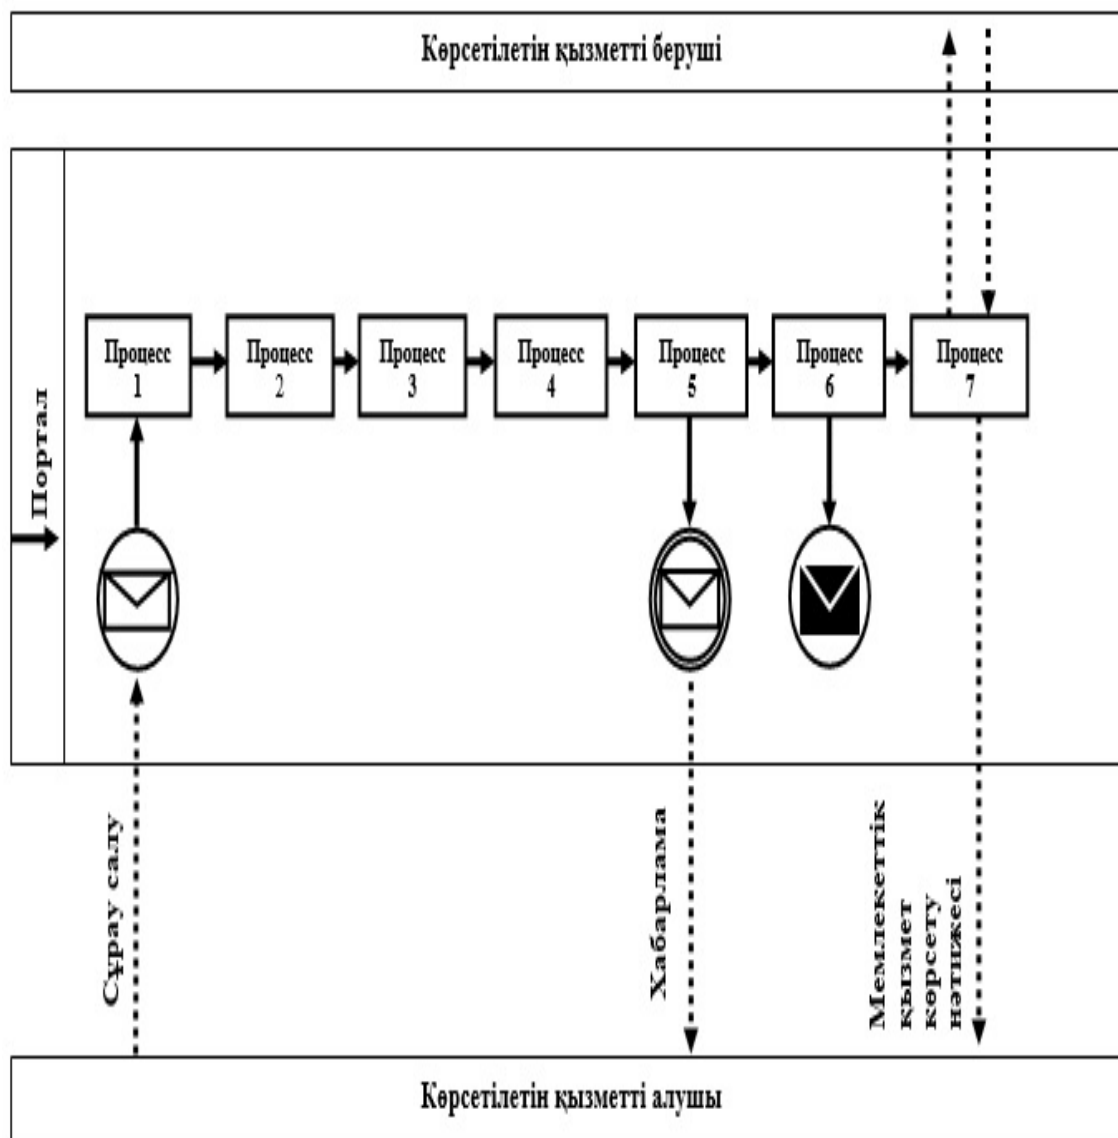 Көрсетілетін қызметті беруші
Портал
Процесс
1
Процесс
2
Процесс
3
Процесс
4
Процесс
5
Процесс
6
Процесс
7
Сұрау салу
Хабарлама
Мемлекеттік
қызмет
көрсету
нәтижесі
Көрсетілетін қызметті алушы